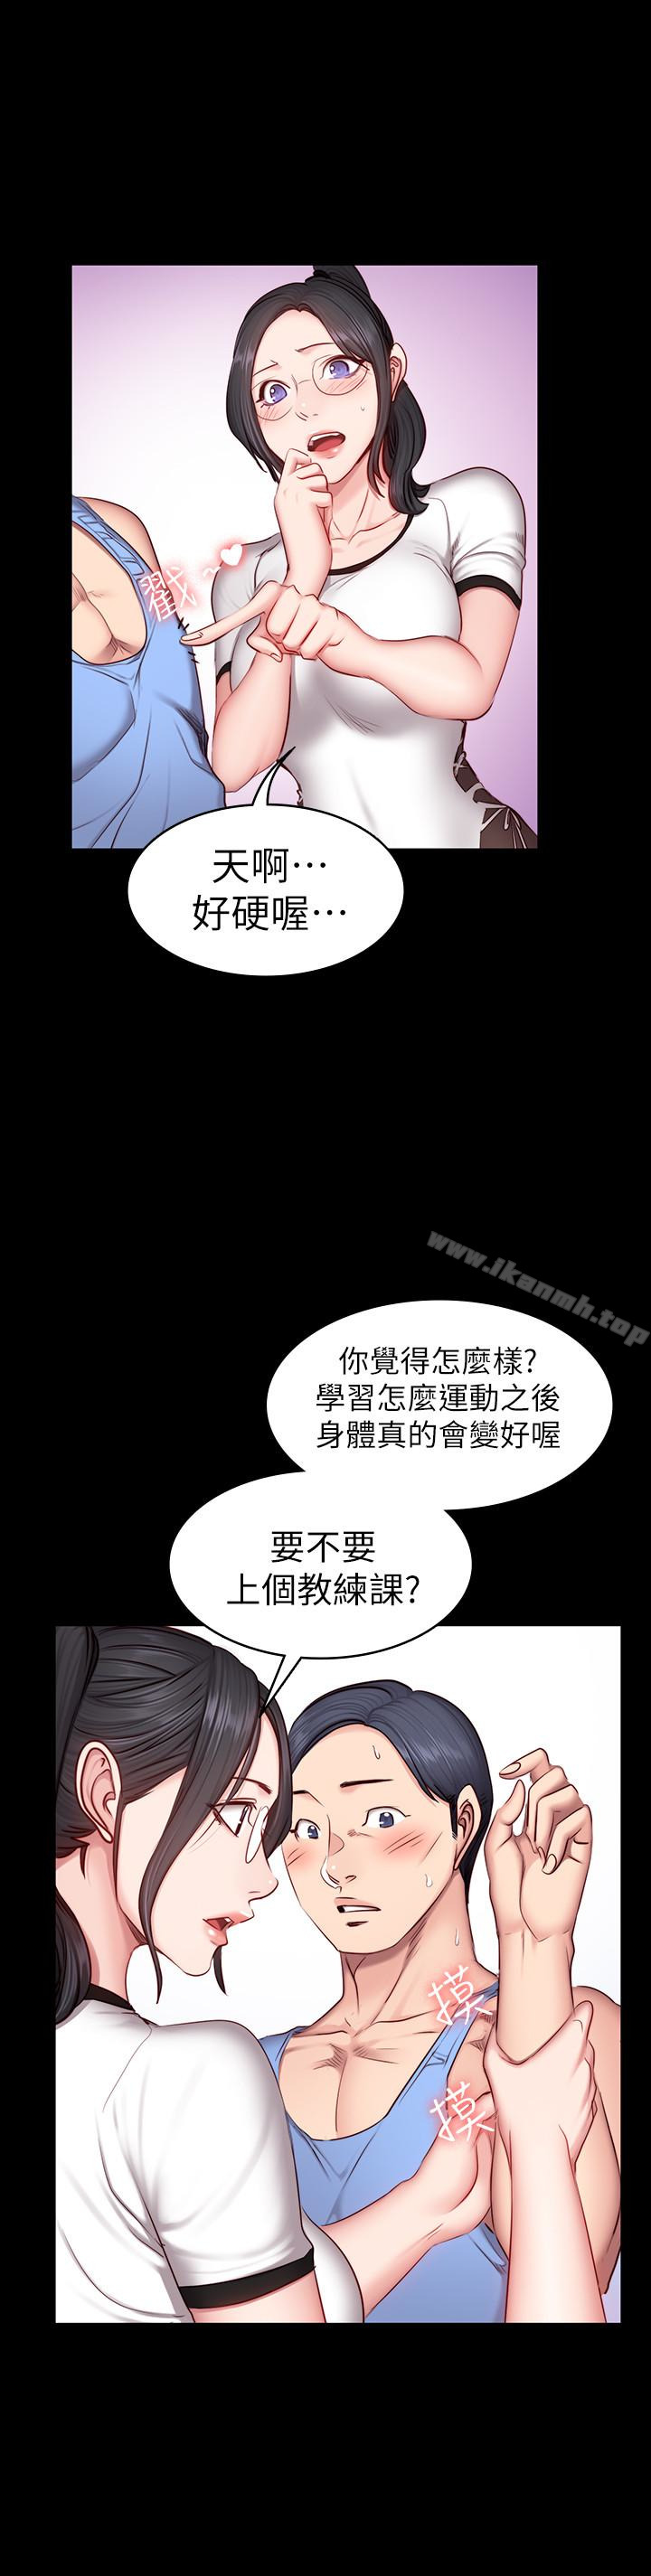 戳~♥
天啊⋯
好硬喔⋯
www.ikanmh.top
你覺得怎麼樣?
學習怎麼運動之後
身體真的會變好喔
要不要
上個教練課?
摸
摸